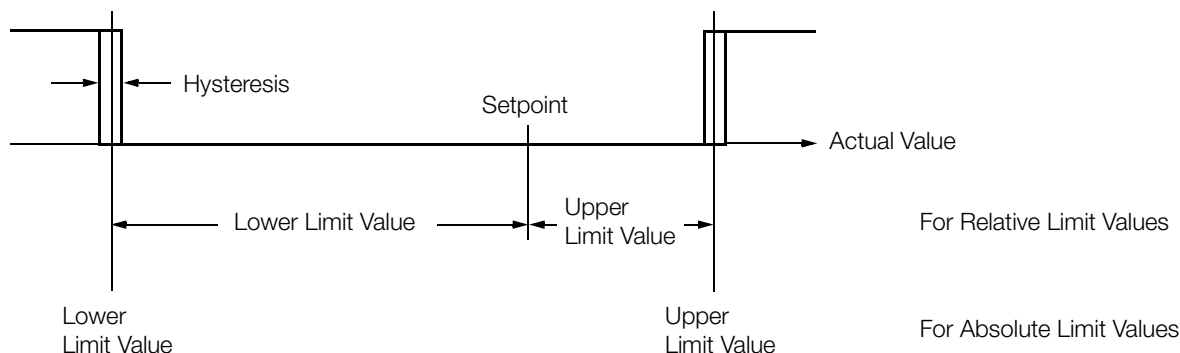 Hysteresis
Setpoint
Actual Value
Lower Limit Value
Upper
Limit Value
For Relative Limit Values
Lower
Limit Value
Upper
Limit Value
For Absolute Limit Values